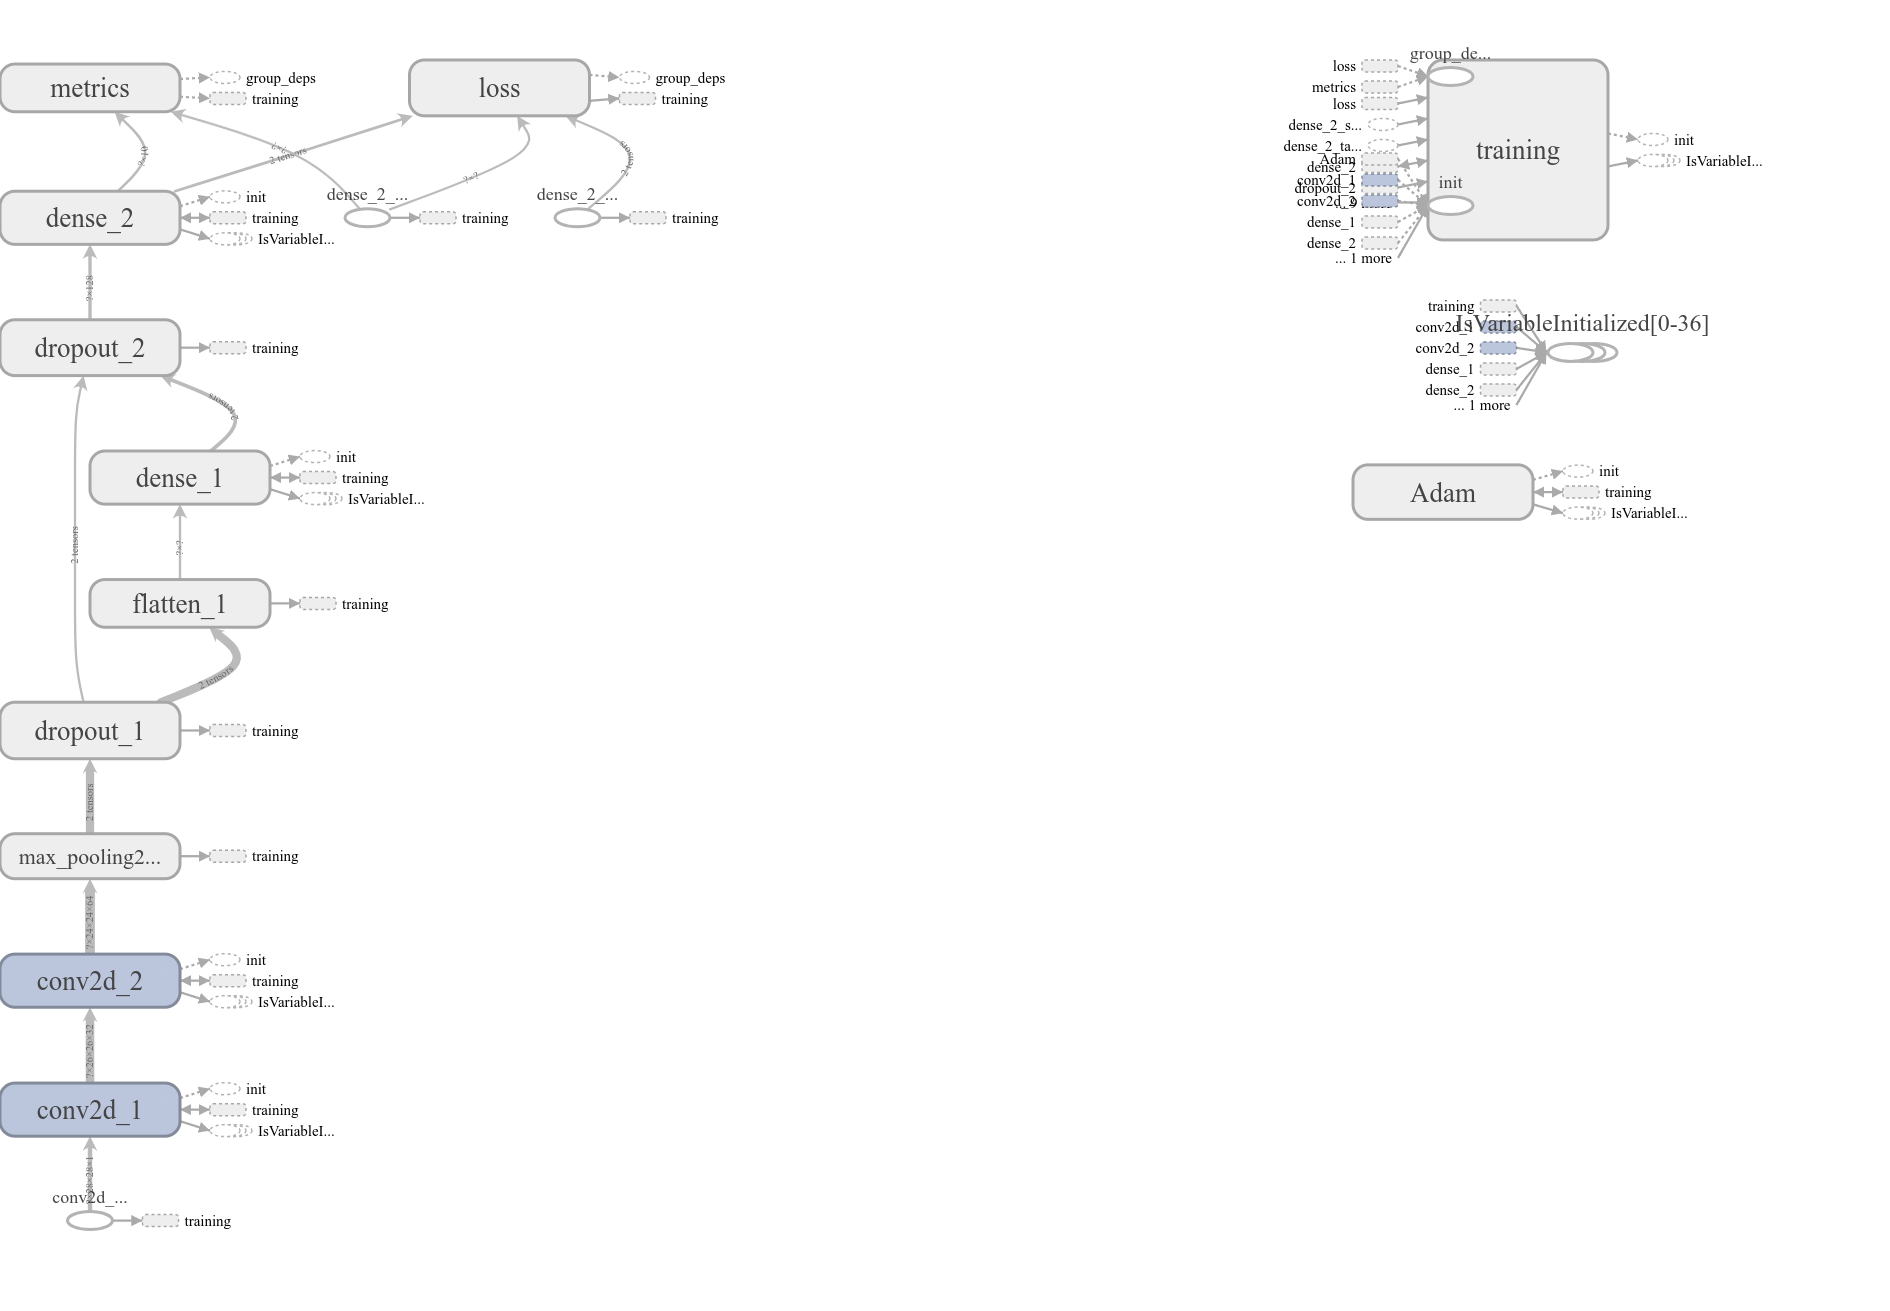 metrics
group_deps
training
?×10
loss
group_deps
training
?×?
2 tensors
?×?
2 tensors
dense_2
init
training
IsVariableI...
dense_2_...
training
dense_2_...
training
?×128
dropout_2
training
2 tensors
dense_1
init
training
IsVariableI...
2 tensors
?×?
flatten_1
training
2 tensors
dropout_1
training
2 tensors
max_pooling2...
training
?×24×24×64
conv2d_2
init
training
IsVariableI...
?×26×26×32
conv2d_1
init
training
IsVariableI...
?×28×28×1
conv2d_...
training
group_de...
loss
metrics
loss
dense_2_s...
dense_2_ta...
Adam
dense_2
conv2d_1
dropout_2
conv2d_2
dense_1
dense_2
... 1 more
training
init
init
IsVariableI...
IsVariableInitialized[0-36]
training
conv2d_1
conv2d_2
dense_1
dense_2
... 1 more
Adam
init
training
IsVariableI...